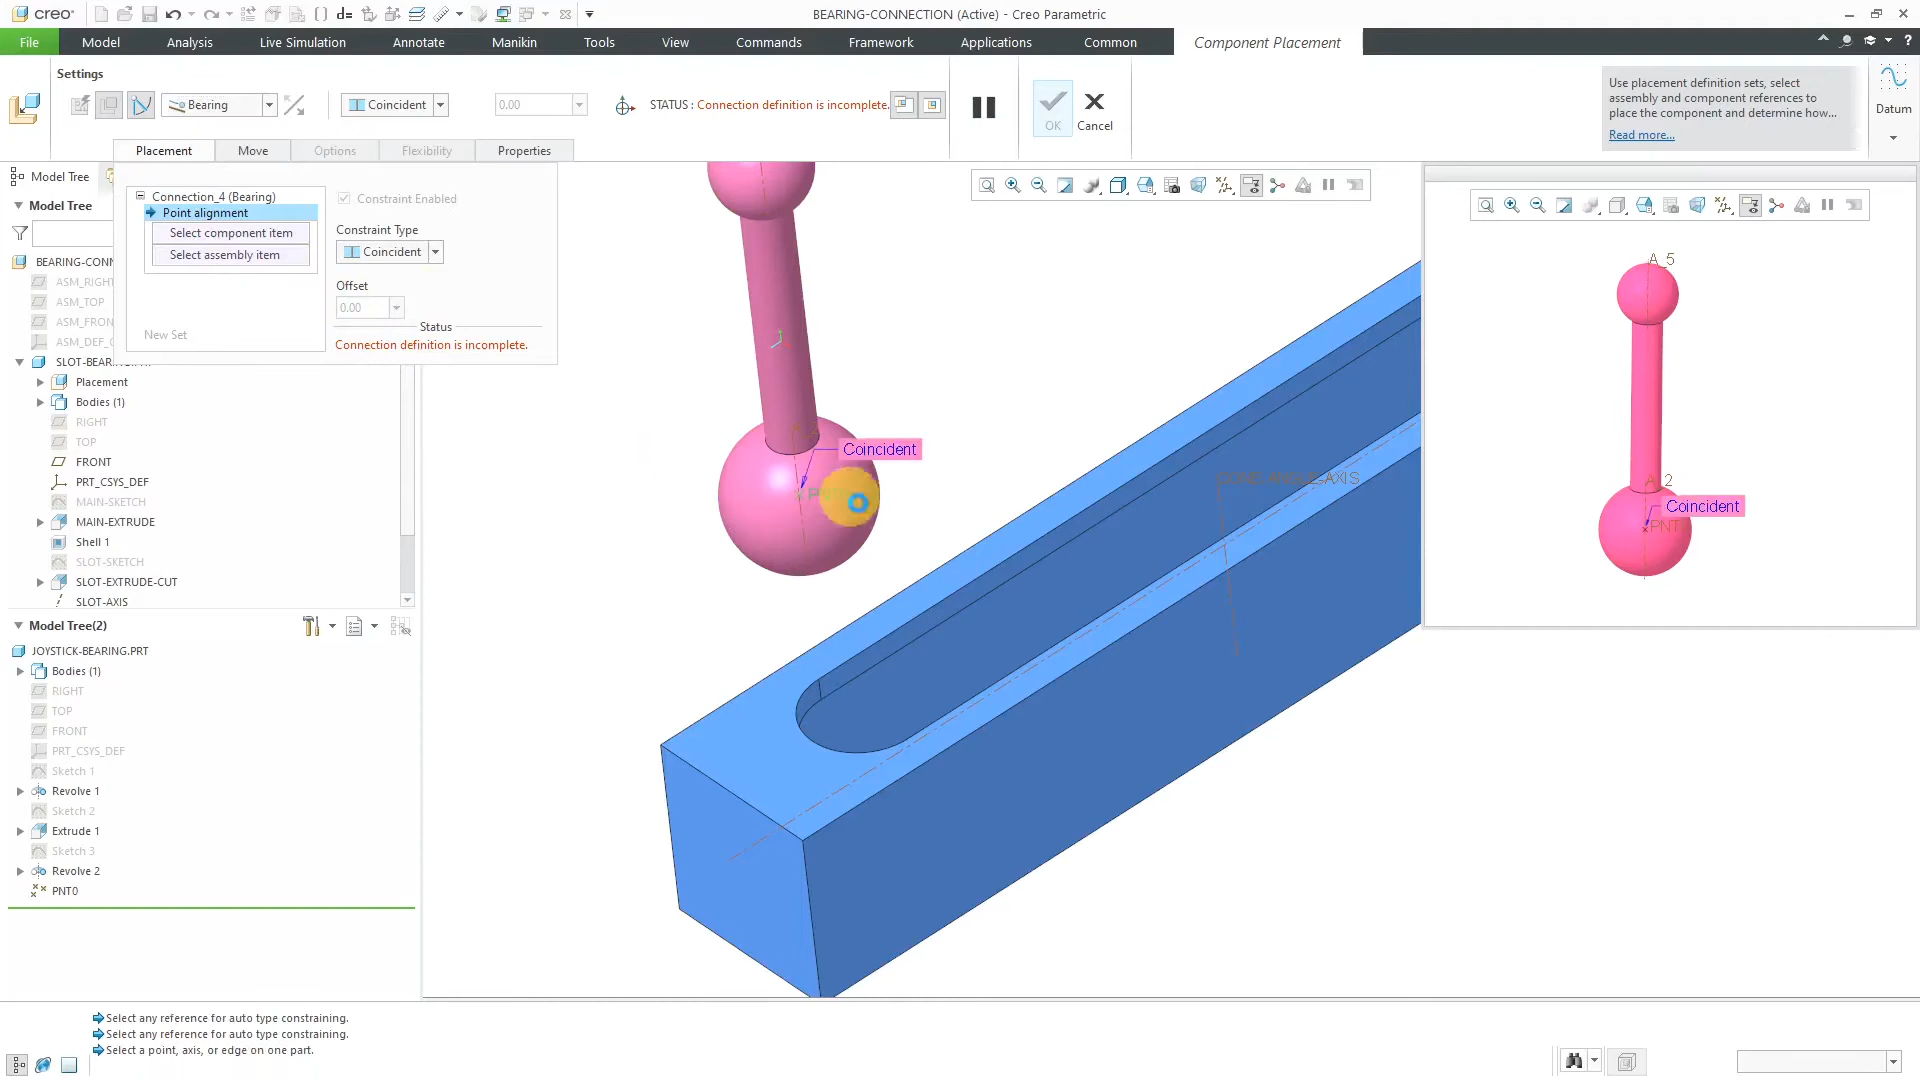 creo
BEARING-CONNECTION (Active) - Creo Parametric
File
Model
Analysis
Live Simulation
Annotate
Manikin
Tools
View
Commands
Framework
Applications
Common
Component Placement
Settings
Bearing
Coincident
0.00
STATUS : Connection definition is incomplete.
OK
Cancel
Use placement definition sets, select
assembly and component references to
place the component and determine how...
Read more...
Datum
Placement
Move
Options
Flexibility
Properties
Model Tree
Model Tree
Connection_4 (Bearing)
Point alignment
Select component item
Select assembly item
New Set
Constraint Enabled
Constraint Type
Coincident
Offset
0.00
Status
Connection definition is incomplete.
BEARING-CONN
ASM_RIGH
ASM_TOP
ASM_FRON
ASM_DEF_
SLOT-BEARING.PRT
Placement
Bodies (1)
RIGHT
TOP
FRONT
PRT_CSYS_DEF
MAIN-SKETCH
MAIN-EXTRUDE
Shell 1
SLOT-SKETCH
SLOT-EXTRUDE-CUT
SLOT-AXIS
Model Tree(2)
JOYSTICK-BEARING.PRT
Bodies (1)
RIGHT
TOP
FRONT
PRT_CSYS_DEF
Sketch 1
Revolve 1
Sketch 2
Extrude 1
Sketch 3
Revolve 2
PNT0
Coincident
A_5
A_2
Coincident
Select any reference for auto type constraining.
Select any reference for auto type constraining.
Select a point, axis, or edge on one part.